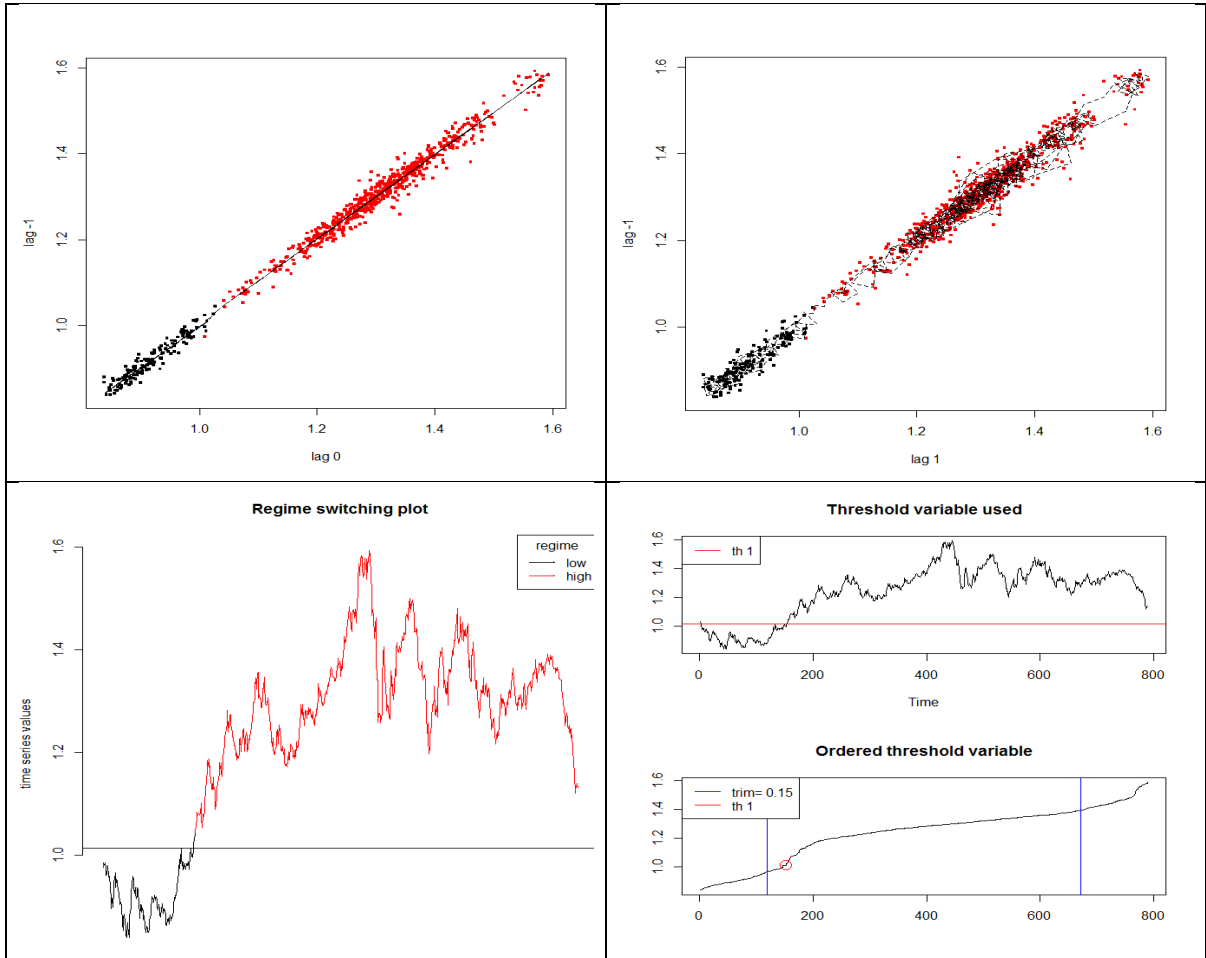 1.6
1.4
1.2
1.0
lag -1
1.0 1.2 1.4 1.6
lag 0
1.6
1.4
1.2
1.0
lag -1
1.0 1.2 1.4 1.6
lag 1
Regime switching plot
1.6
1.4
1.2
1.0
time series values
regime
low
high
Threshold variable used
th 1
1.0 1.2 1.4 1.6
0 200 400 600 800
Time
Ordered threshold variable
trim= 0.15
th 1
1.0 1.2 1.4 1.6
0 200 400 600 800